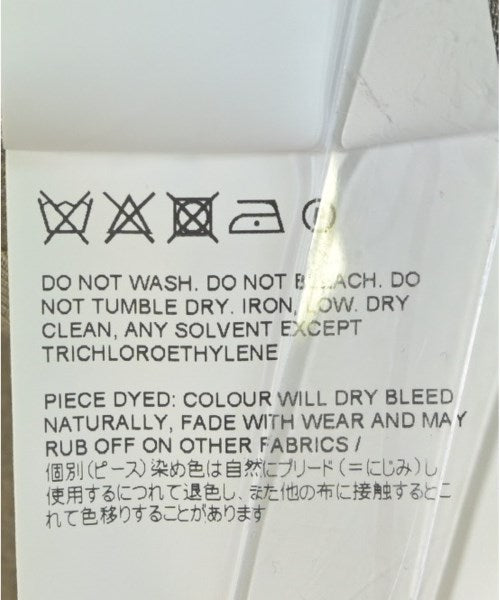 DO NOT WASH. DO NOT BLEACH. DO
NOT TUMBLE DRY. IRON, LOW. DRY
CLEAN, ANY SOLVENT EXCEPT
TRICHLOROETHYLENE
PIECE DYED: COLOUR WILL DRY BLEED
NATURALLY, FADE WITH WEAR AND MAY
RUB OFF ON OTHER FABRICS /
個別(ピース)染め色は自然にブリード(=にじみ)し
使用するにつれて退色し、また他の布に接触するとこ
れて色移りすることがあります